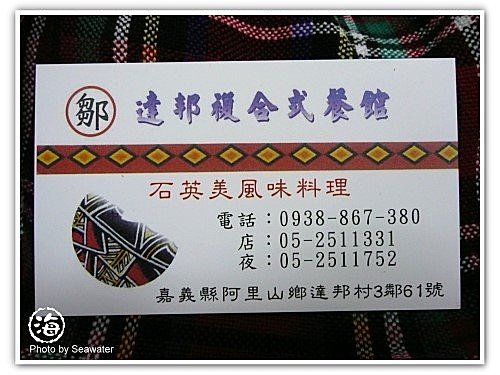 鄒 達邦複合式餐館
石英美風味料理
電話：0938-867-380
店：05-2511331
夜：05-2511752
嘉義縣阿里山鄉達邦村3鄰61號
海
Photo by Seawater